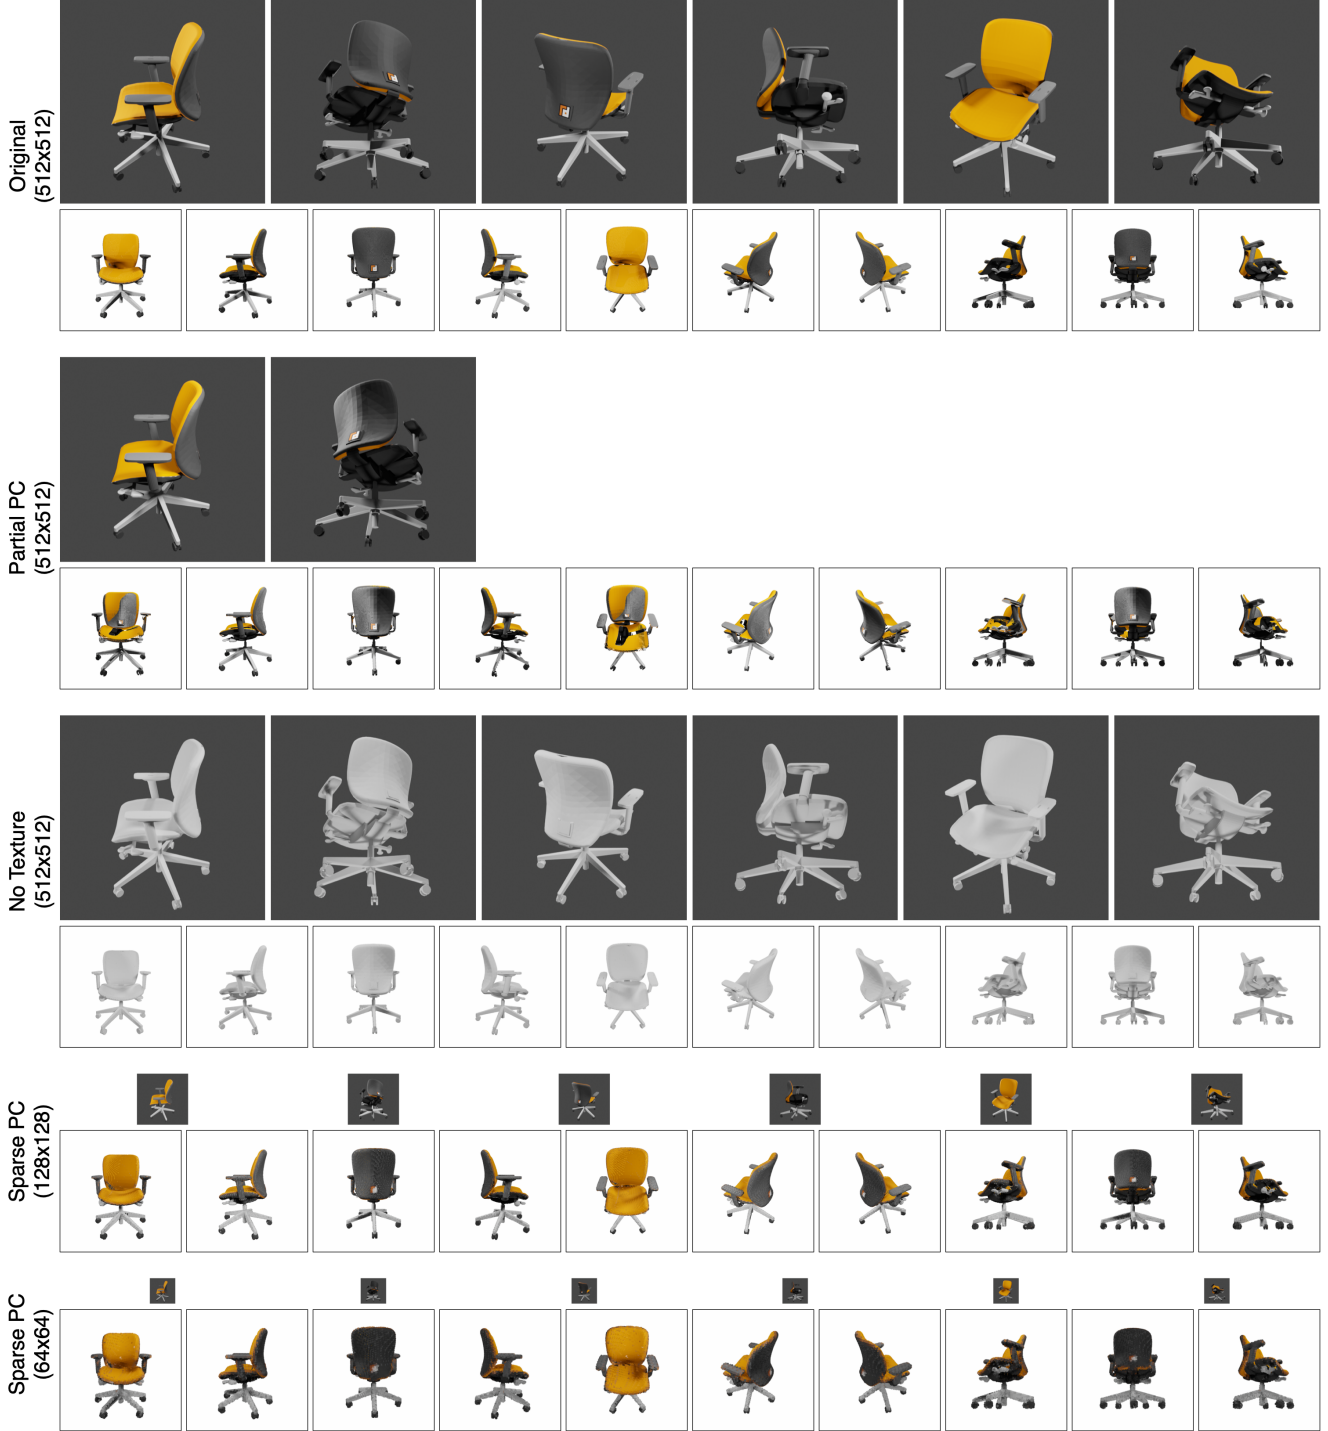 Original
(512x512)
Partial PC
(512x512)
No Texture
(512x512)
Sparse PC
(128x128)
Sparse PC
(64x64)